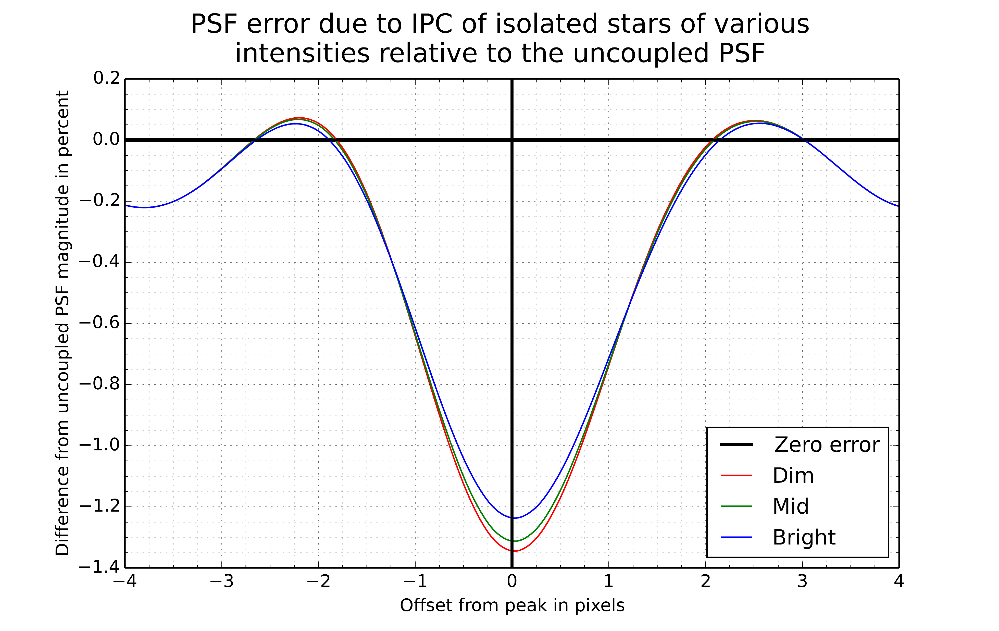 PSF error due to IPC of isolated stars of various
intensities relative to the uncoupled PSF
Difference from uncoupled PSF magnitude in percent
0.2
0.0
−0.2
−0.4
−0.6
−0.8
−1.0
−1.2
−1.4
−4
−3
−2
−1
0
1
2
3
4
Offset from peak in pixels
Zero error
Dim
Mid
Bright